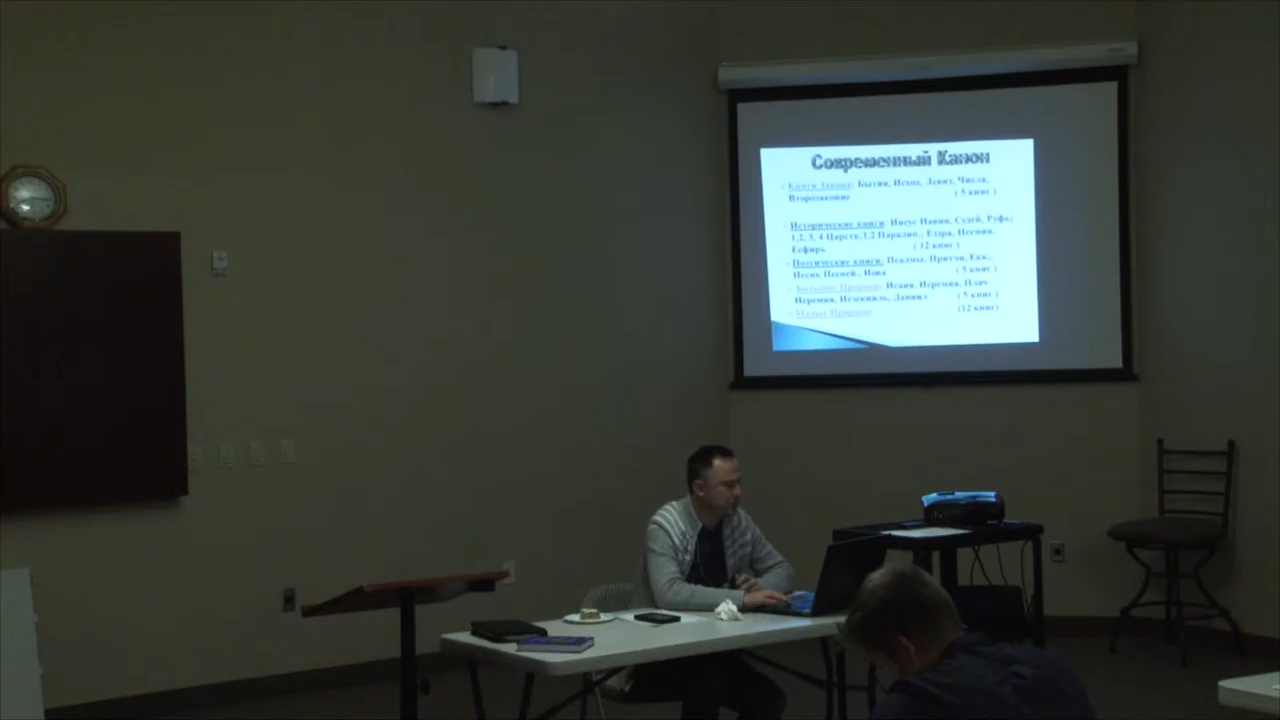 Современный Канон
Книги Закона: Бытия, Исход, Левит, Числа,
Второзаконие ( 5 книг )
Исторические книги: Иисус Навин, Судей, Руфь;
1,2, 3, 4 Царств,1,2 Паралип.; Ездра, Неемия,
Есфирь ( 12 книг )
Поэтические книги: Псалмы, Притчи, Екк.,
Песнь Песней., Иова ( 5 книг )
Большие Пророки: Исаия, Иеремия, Плач
Иеремия, Иезекииль, Даниил ( 5 книг )
Малые Пророки: (12 книг )